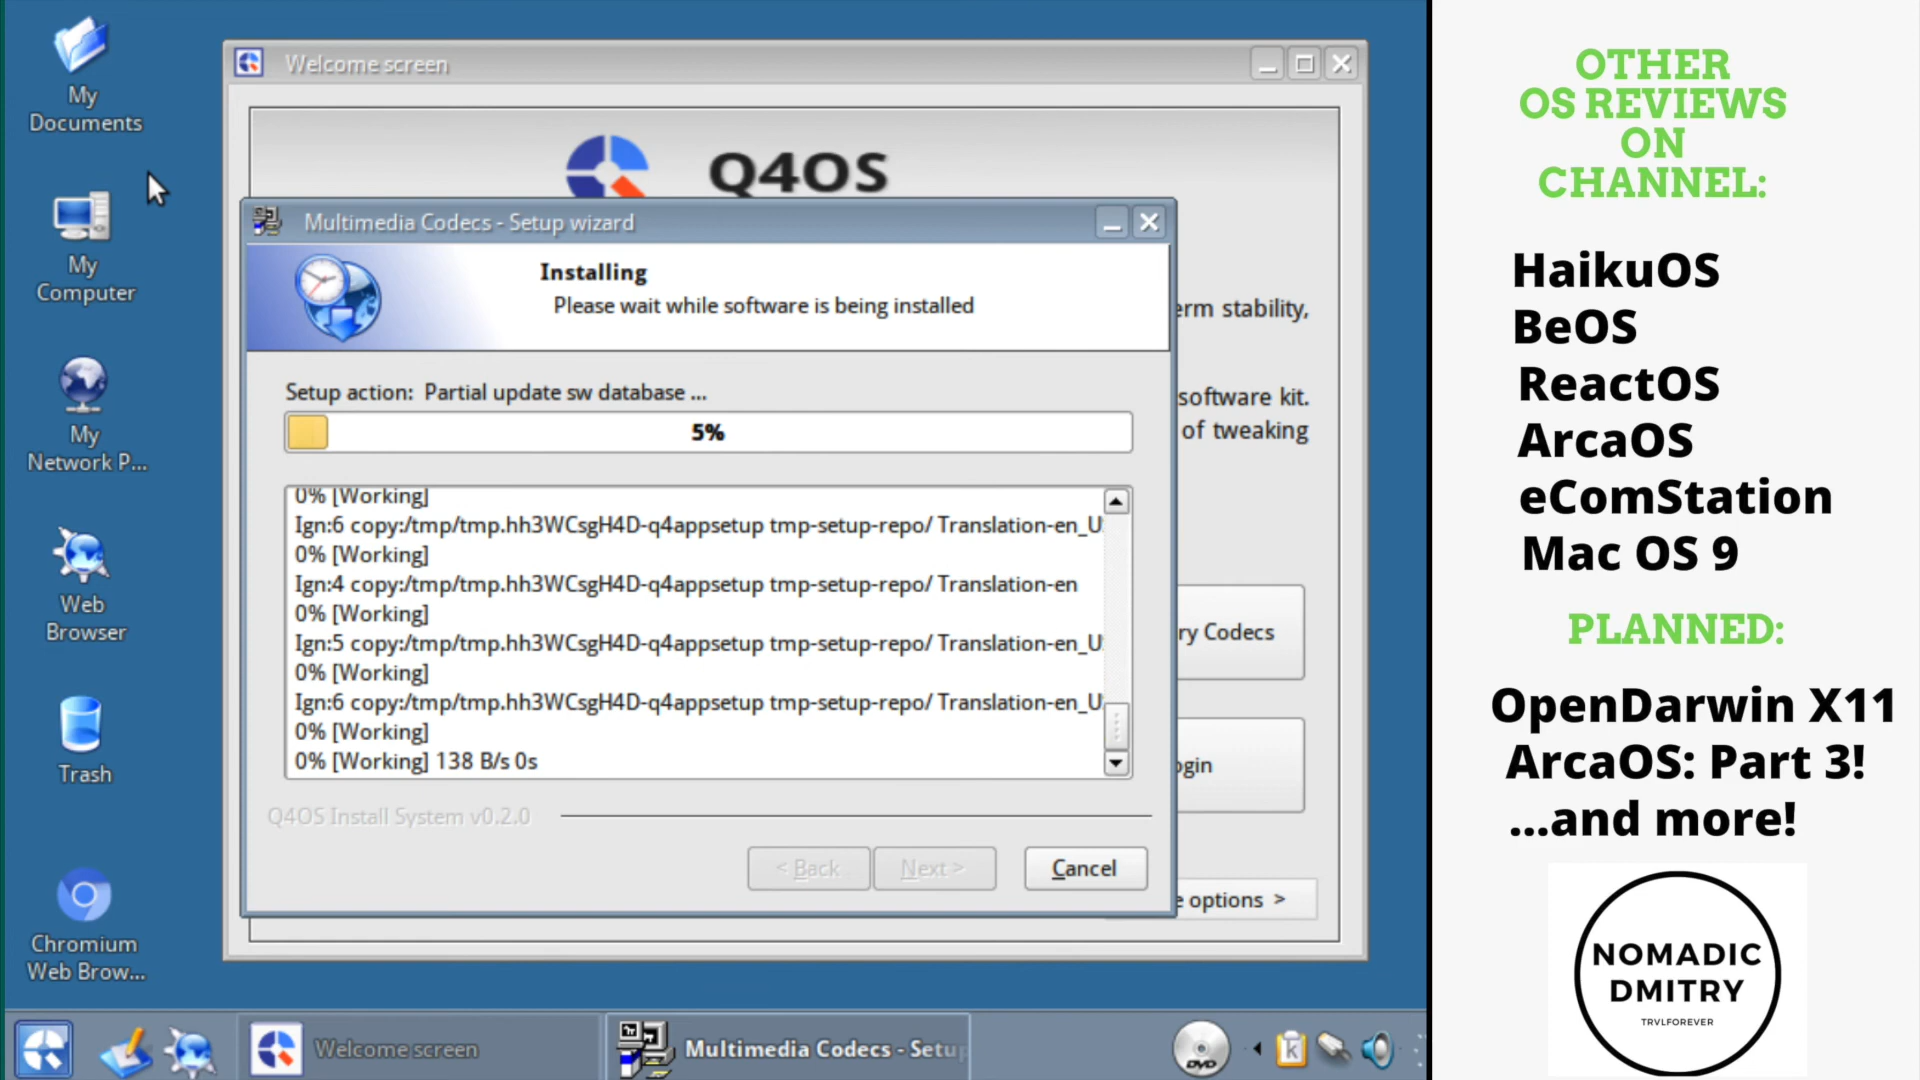 My
Documents
My
Computer
My
Network P...
Web
Browser
Trash
Chromium
Web Brow...
Welcome screen
Q4OS
erm stability,
software kit.
of tweaking
ry Codecs
ogin
e options >
Multimedia Codecs - Setup wizard
Installing
Please wait while software is being installed
Setup action: Partial update sw database ...
5%
0% [Working]
Ign:6 copy:/tmp/tmp.hh3WCsgH4D-q4appsetup tmp-setup-repo/ Translation-en_U
0% [Working]
Ign:4 copy:/tmp/tmp.hh3WCsgH4D-q4appsetup tmp-setup-repo/ Translation-en
0% [Working]
Ign:5 copy:/tmp/tmp.hh3WCsgH4D-q4appsetup tmp-setup-repo/ Translation-en_U
0% [Working]
Ign:6 copy:/tmp/tmp.hh3WCsgH4D-q4appsetup tmp-setup-repo/ Translation-en_U
0% [Working]
0% [Working] 138 B/s 0s
Q4OS Install System v0.2.0
< Back
Next >
Cancel
Welcome screen
Multimedia Codecs - Setup
DVD
k
OTHER
OS REVIEWS
ON
CHANNEL:
HaikuOS
BeOS
ReactOS
ArcaOS
eComStation
Mac OS 9
PLANNED:
OpenDarwin X11
ArcaOS: Part 3!
...and more!
NOMADIC
DMITRY
TRVLFOREVER